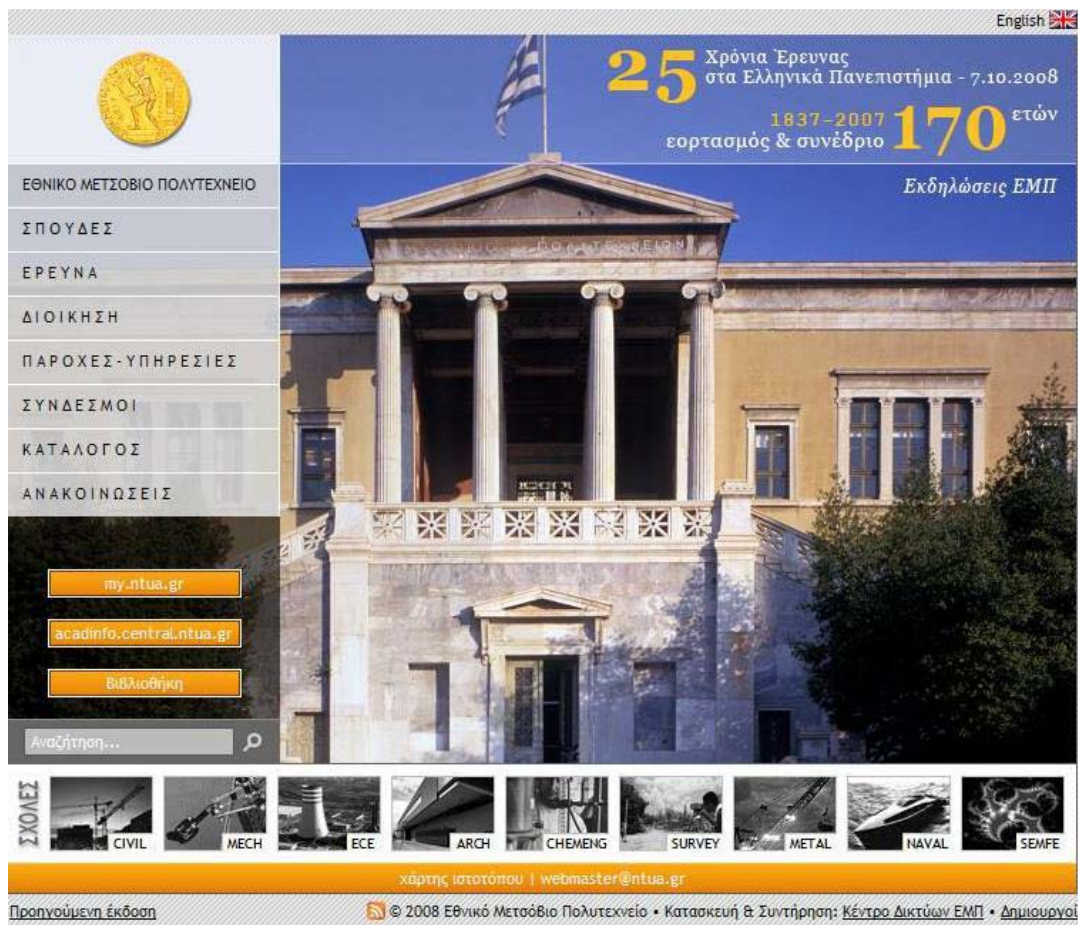 English
25 Χρόνια Έρευνας
στα Ελληνικά Πανεπιστήμια - 7.10.2008
1837-2007 170 ετών
εορτασμός & συνέδριο
Εκδηλώσεις ΕΜΠ
ΠΟΛΥΤΕΧΝΕΙΟΝ
ΕΘΝΙΚΟ ΜΕΤΣΟΒΙΟ ΠΟΛΥΤΕΧΝΕΙΟ
ΣΠΟΥΔΕΣ
ΕΡΕΥΝΑ
ΔΙΟΙΚΗΣΗ
ΠΑΡΟΧΕΣ-ΥΠΗΡΕΣΙΕΣ
ΣΥΝΔΕΣΜΟΙ
ΚΑΤΑΛΟΓΟΣ
ΑΝΑΚΟΙΝΩΣΕΙΣ
my.ntua.gr
acadinfo.central.ntua.gr
Βιβλιοθήκη
Αναζήτηση...
ΣΧΟΛΕΣ
CIVIL MECH ECE ARCH CHEMENG SURVEY METAL NAVAL SEMFE
χάρτης ιστοτόπου | webmaster@ntua.gr
Προηγούμενη έκδοση
© 2008 Εθνικό Μετσόβιο Πολυτεχνείο • Κατασκευή & Συντήρηση: Κέντρο Δικτύων ΕΜΠ • Δημιουργοί